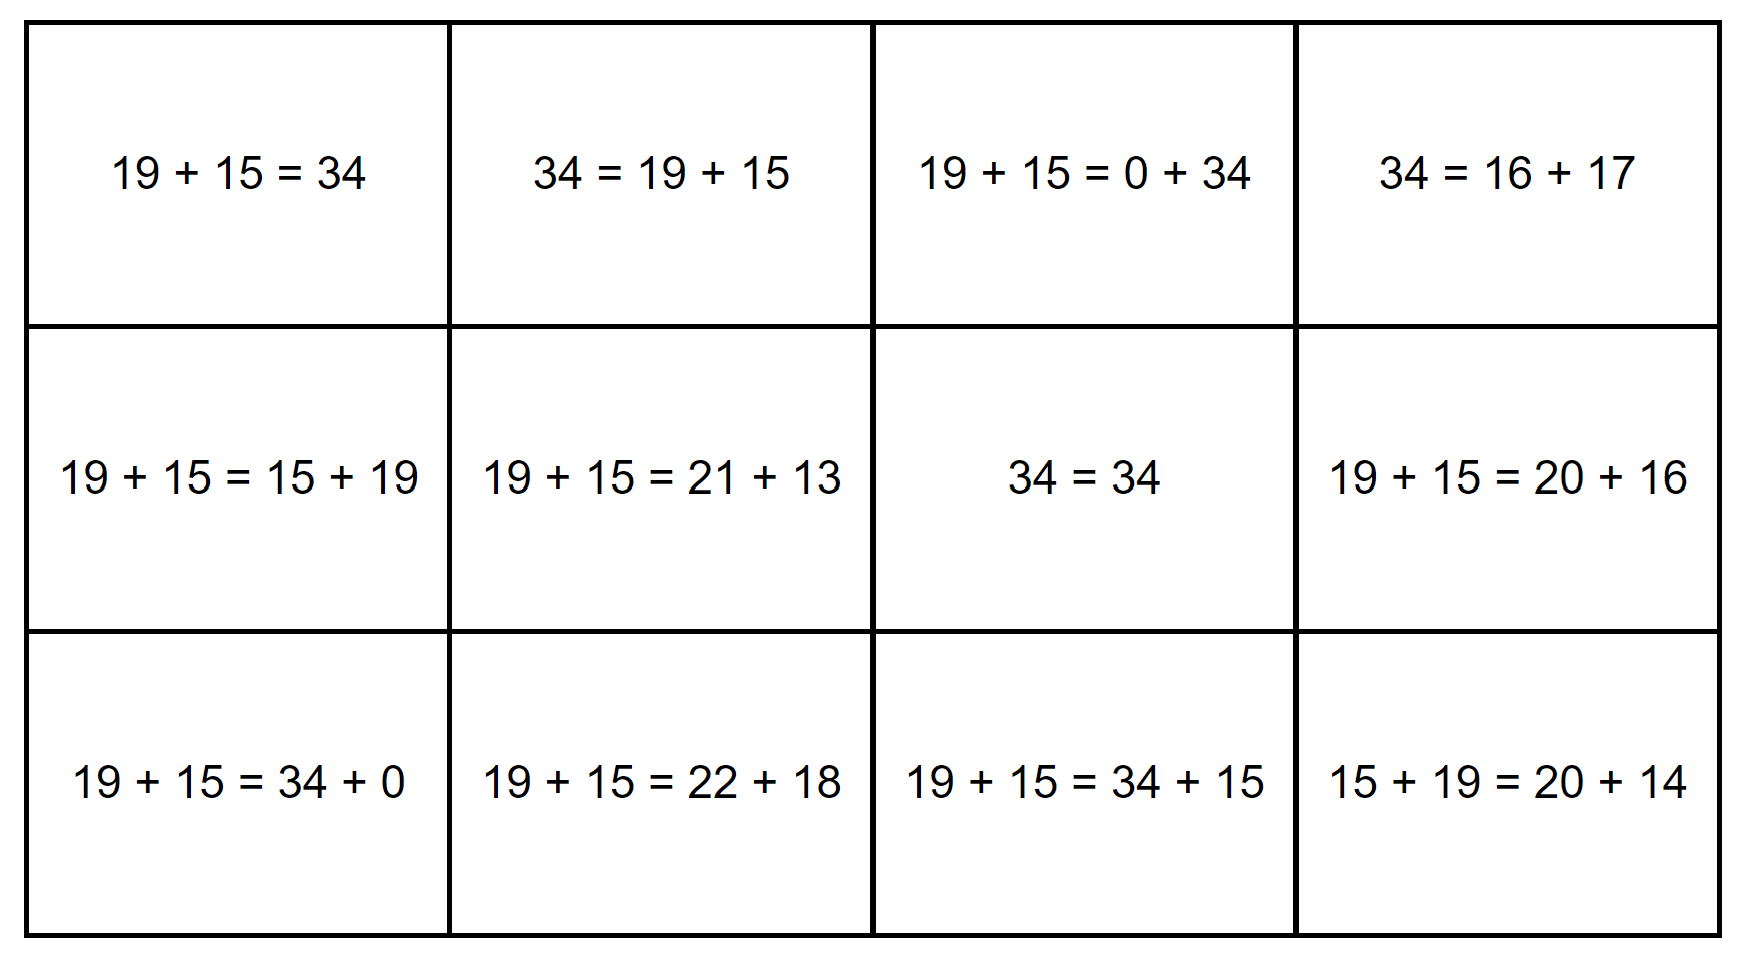 19 + 15 = 34
34 = 19 + 15
19 + 15 = 0 + 34
34 = 16 + 17
19 + 15 = 15 + 19
19 + 15 = 21 + 13
34 = 34
19 + 15 = 20 + 16
19 + 15 = 34 + 0
19 + 15 = 22 + 18
19 + 15 = 34 + 15
15 + 19 = 20 + 14